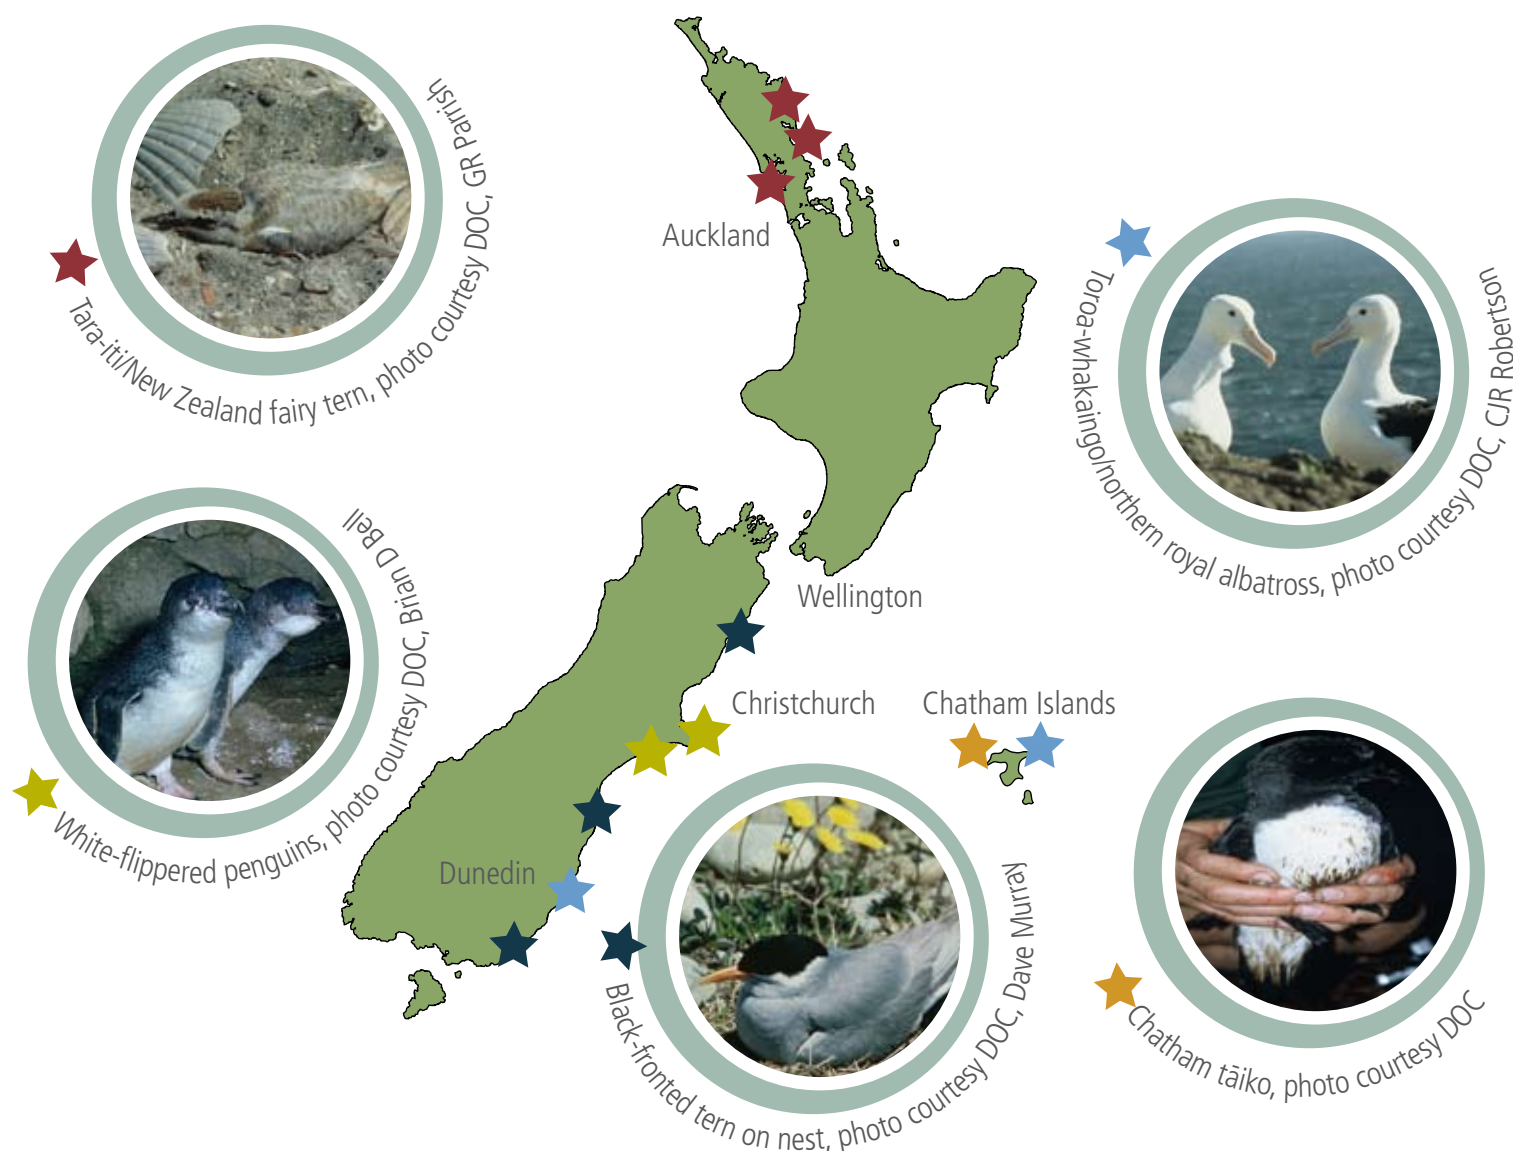 Tara-iti/New Zealand fairy tern, photo courtesy DOC, GR Parrish
Auckland
Toroa-whakaingo/northern royal albatross, photo courtesy DOC, CJR Robertson
White-flippered penguins, photo courtesy DOC, Brian D Bell
Wellington
Christchurch
Chatham Islands
Dunedin
Black-fronted tern on nest, photo courtesy DOC, Dave Murray
Chatham tāiko, photo courtesy DOC